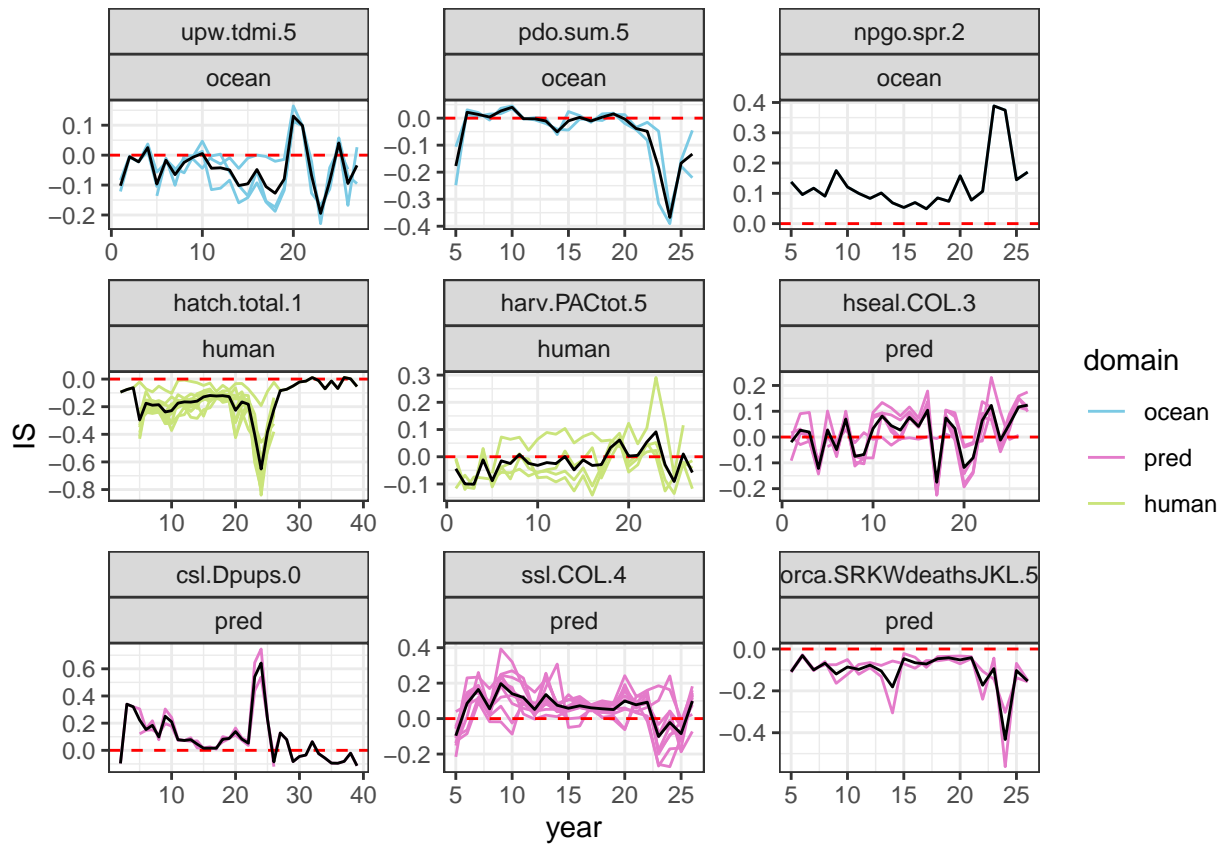 upw.tdmi.5 pdo.sum.5 npgo.spr.2
ocean ocean ocean
0.1 0.0 −0.1 −0.2
0.0 −0.1 −0.2 −0.3 −0.4
0.4 0.3 0.2 0.1 0.0
0 10 20 5 10 15 20 25 5 10 15 20 25
hatch.total.1 harv.PACtot.5 hseal.COL.3
human human pred
0.0 −0.2 −0.4 −0.6 −0.8
0.3 0.2 0.1 0.0 −0.1
0.2 0.1 0.0 −0.1 −0.2
10 20 30 40 0 10 20 0 10 20
csl.Dpups.0 ssl.COL.4 orca.SRKWdeathsJKL.5
pred pred pred
0.6 0.4 0.2 0.0
0.4 0.2 0.0 −0.2
0.0 −0.2 −0.4
0 10 20 30 40 5 10 15 20 25 5 10 15 20 25
IS
year
domain
ocean
pred
human